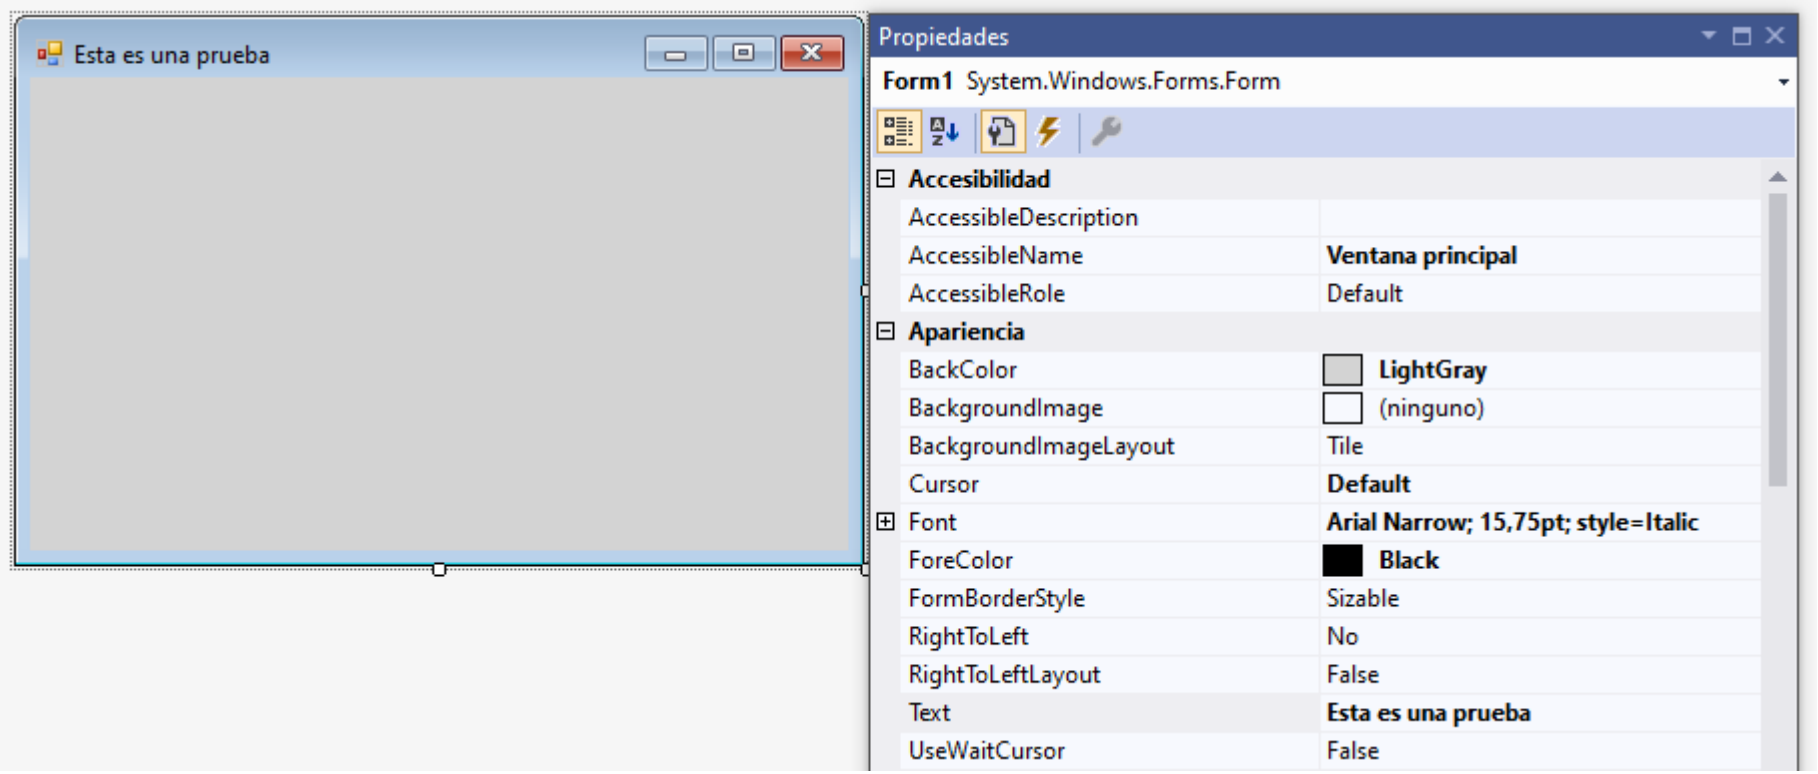 Esta es una prueba
Propiedades
Form1 System.Windows.Forms.Form
Accesibilidad
AccessibleDescription
AccessibleName Ventana principal
AccessibleRole Default
Apariencia
BackColor LightGray
BackgroundImage (ninguno)
BackgroundImageLayout Tile
Cursor Default
Font Arial Narrow; 15,75pt; style=Italic
ForeColor Black
FormBorderStyle Sizable
RightToLeft No
RightToLeftLayout False
Text Esta es una prueba
UseWaitCursor False